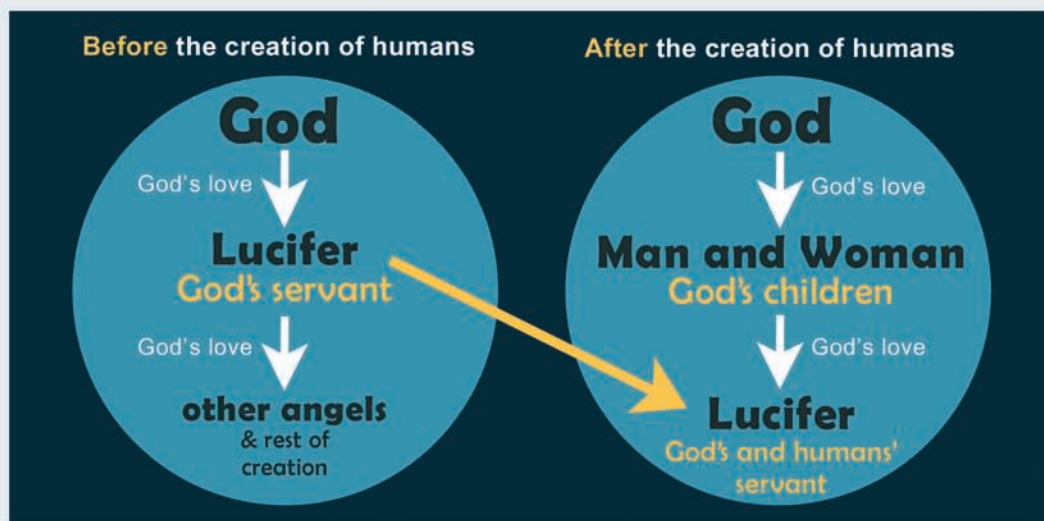 Before the creation of humans
God
God's love
Lucifer
God's servant
God's love
other angels
& rest of
creation
After the creation of humans
God
God's love
Man and Woman
God's children
God's love
Lucifer
God's and humans'
servant